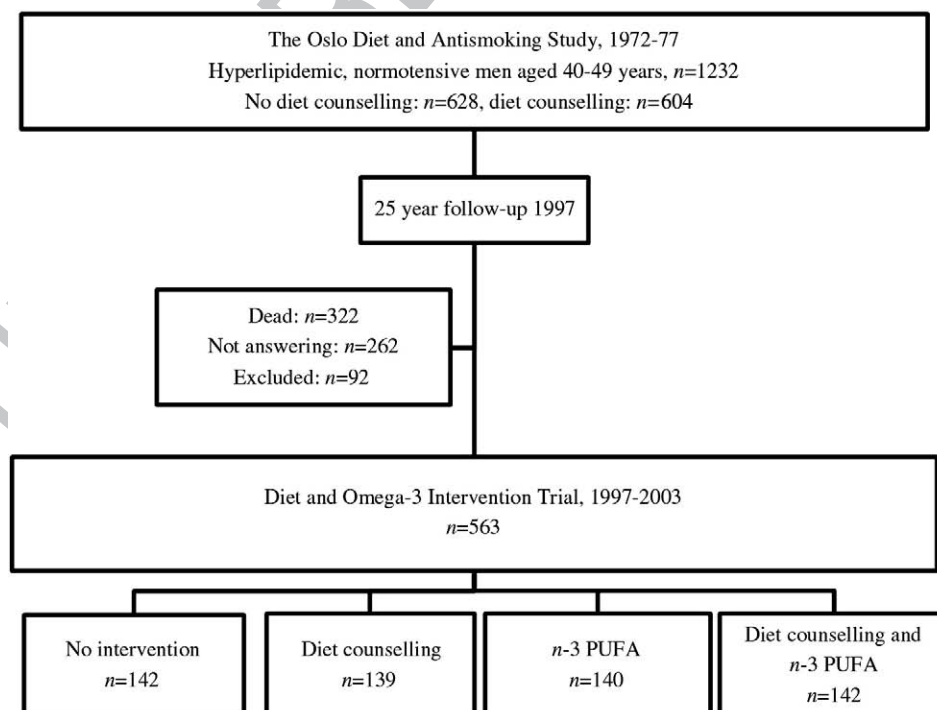 The Oslo Diet and Antismoking Study, 1972-77
Hyperlipidemic, normotensive men aged 40-49 years, n=1232
No diet counselling: n=628, diet counselling: n=604
25 year follow-up 1997
Dead: n=322
Not answering: n=262
Excluded: n=92
Diet and Omega-3 Intervention Trial, 1997-2003
n=563
No intervention
n=142
Diet counselling
n=139
n-3 PUFA
n=140
Diet counselling and
n-3 PUFA
n=142